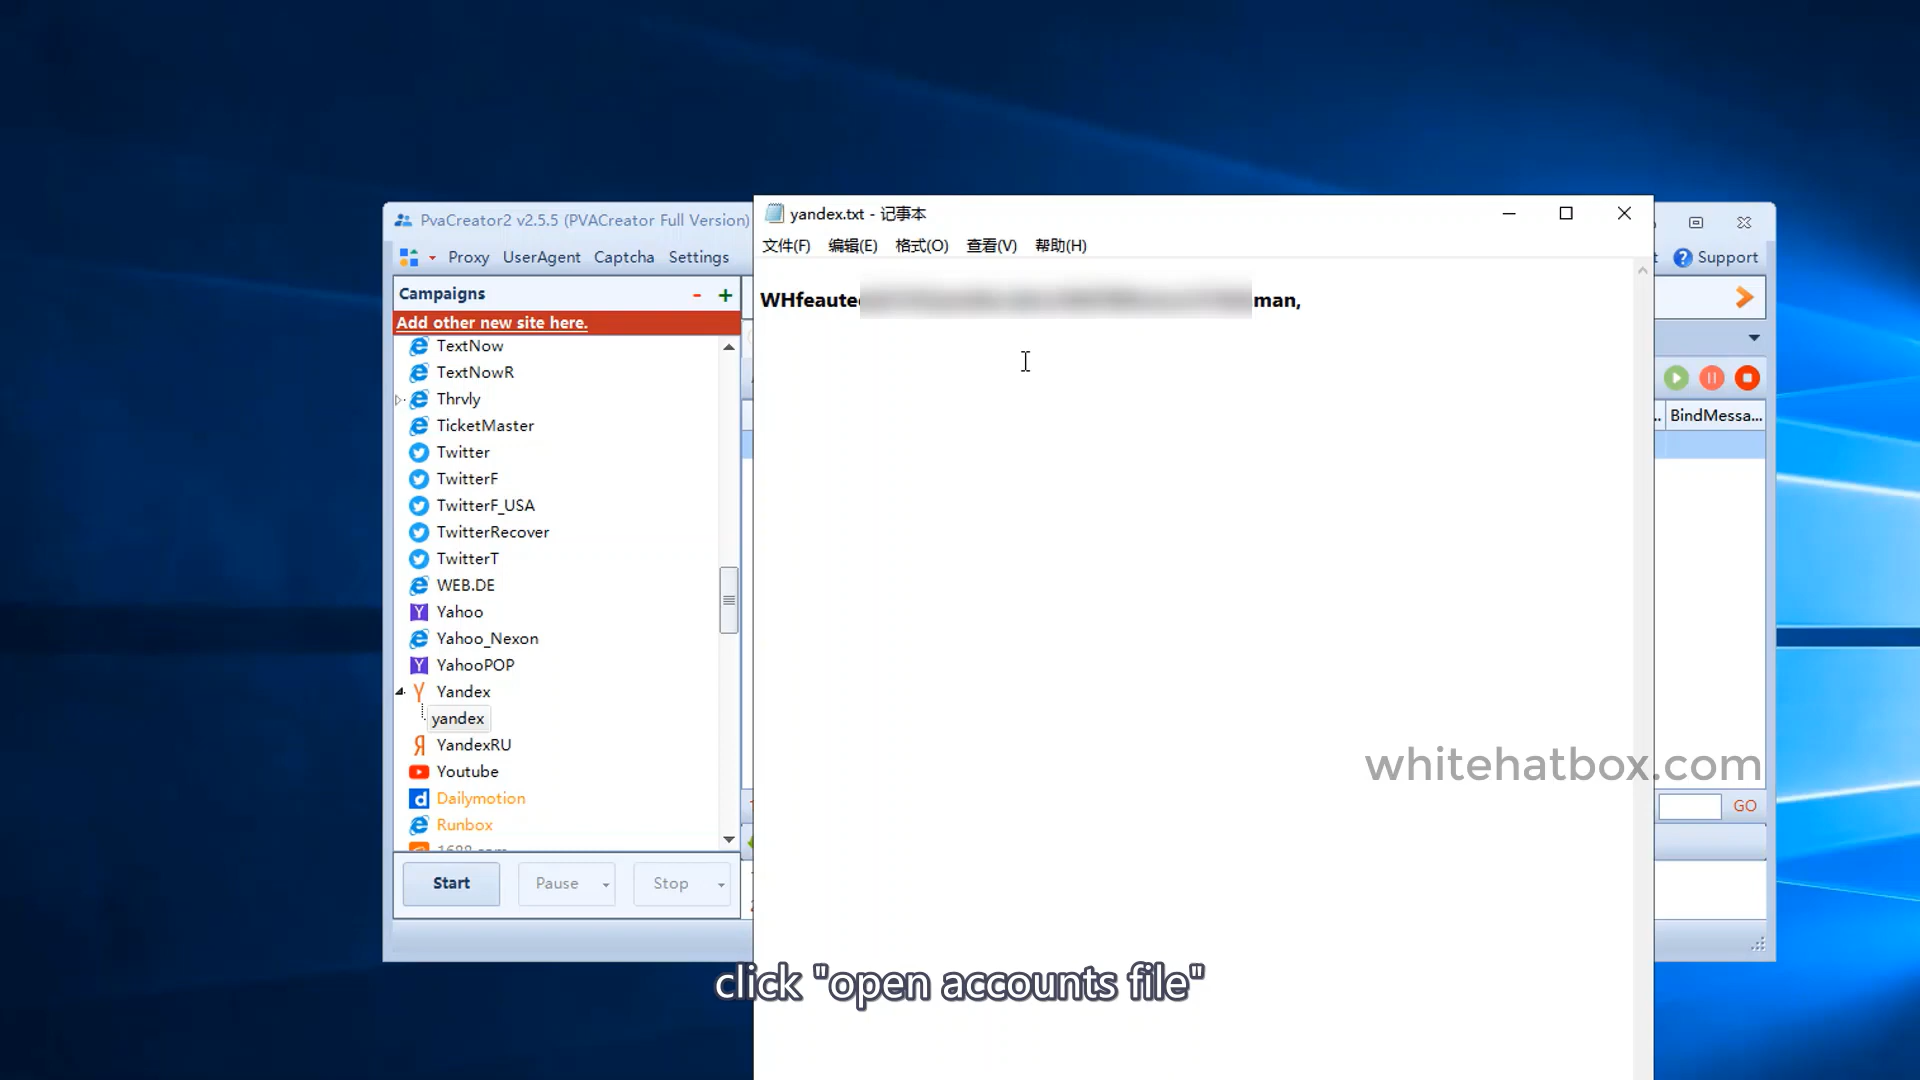 PvaCreator2 v2.5.5 (PVACreator Full Version)
Proxy UserAgent Captcha Settings
Support
Campaigns
Add other new site here.
TextNow
TextNowR
Thrvly
TicketMaster
Twitter
TwitterF
TwitterF_USA
TwitterRecover
TwitterT
WEB.DE
Yahoo
Yahoo_Nexon
YahooPOP
Yandex
yandex
YandexRU
Youtube
Dailymotion
Runbox
Start
Pause
Stop
yandex.txt - 记事本
文件(F) 编辑(E) 格式(O) 查看(V) 帮助(H)
WHfeaute
man,
BindMessa...
whitehatbox.com
GO
click "open accounts file"